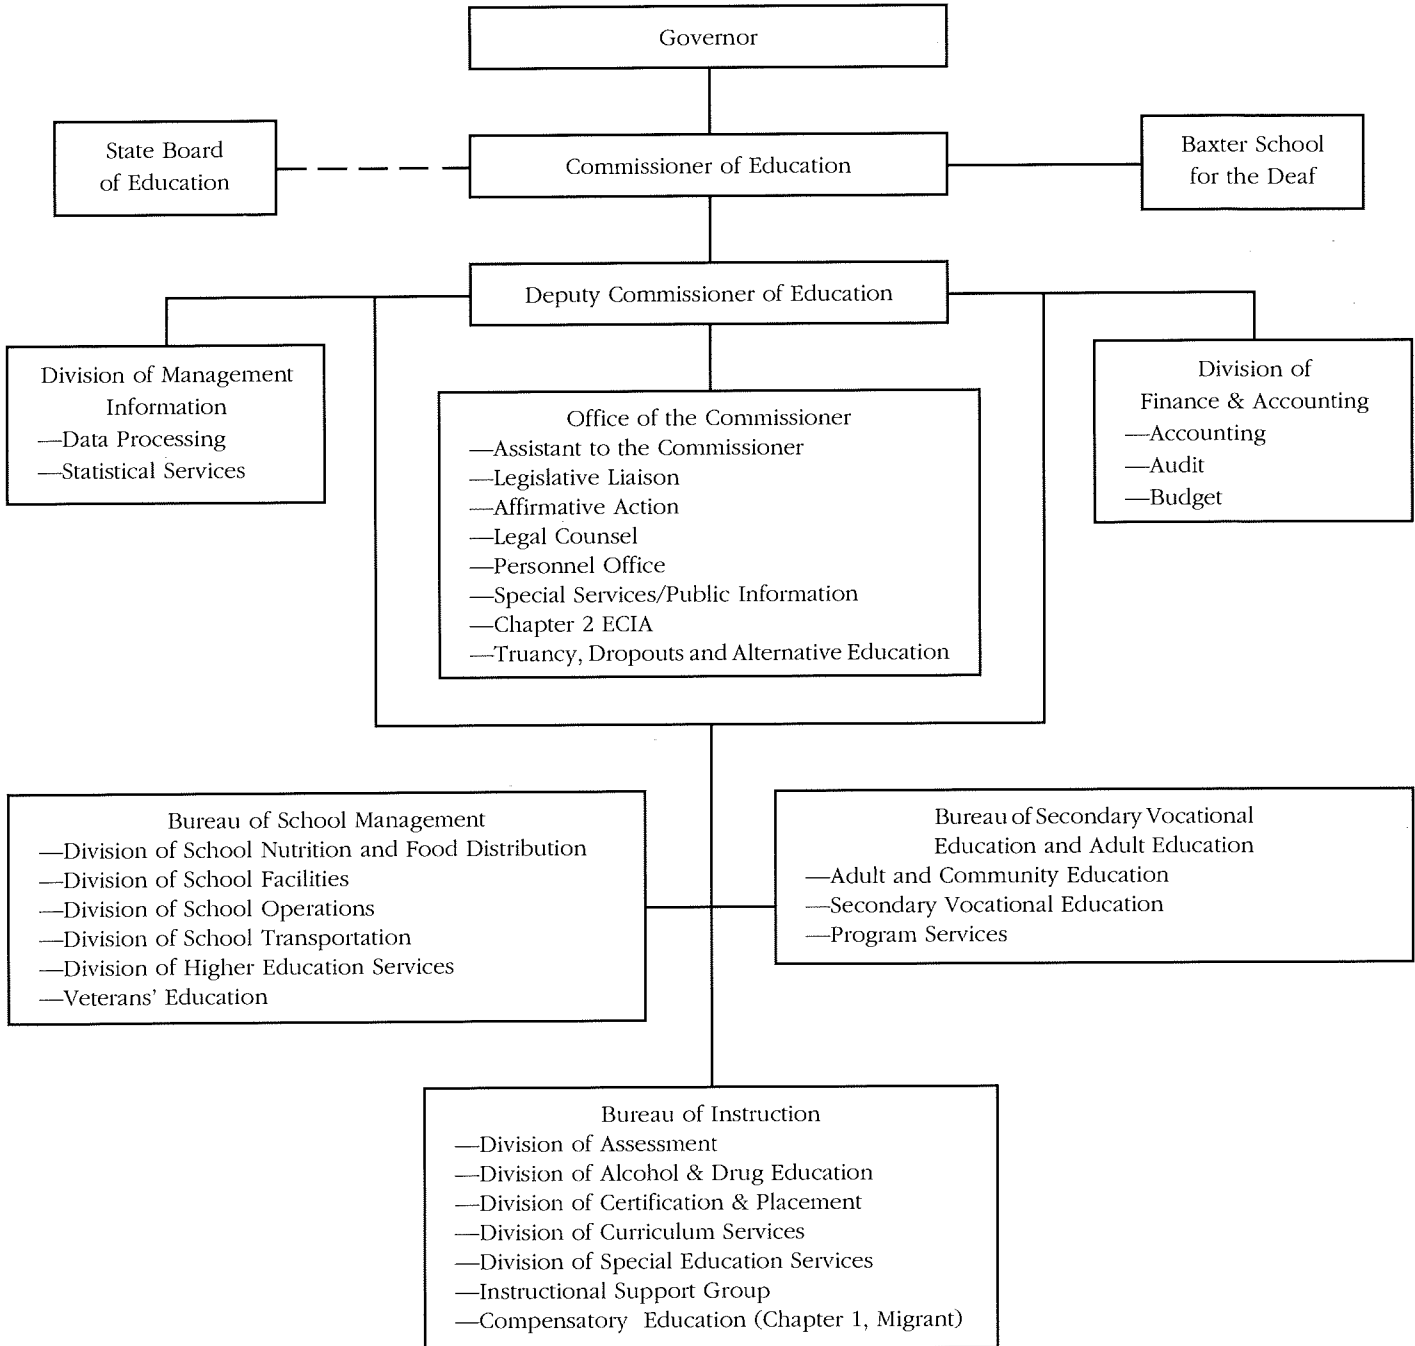 Governor
State Board
of Education
Commissioner of Education
Baxter School
for the Deaf
Deputy Commissioner of Education
Division of Management
Information
—Data Processing
—Statistical Services
Office of the Commissioner
—Assistant to the Commissioner
—Legislative Liaison
—Affirmative Action
—Legal Counsel
—Personnel Office
—Special Services/Public Information
—Chapter 2 ECIA
—Truancy, Dropouts and Alternative Education
Division of
Finance & Accounting
—Accounting
—Audit
—Budget
Bureau of School Management
—Division of School Nutrition and Food Distribution
—Division of School Facilities
—Division of School Operations
—Division of School Transportation
—Division of Higher Education Services
—Veterans' Education
Bureau of Secondary Vocational
Education and Adult Education
—Adult and Community Education
—Secondary Vocational Education
—Program Services
Bureau of Instruction
—Division of Assessment
—Division of Alcohol & Drug Education
—Division of Certification & Placement
—Division of Curriculum Services
—Division of Special Education Services
—Instructional Support Group
—Compensatory Education (Chapter 1, Migrant)